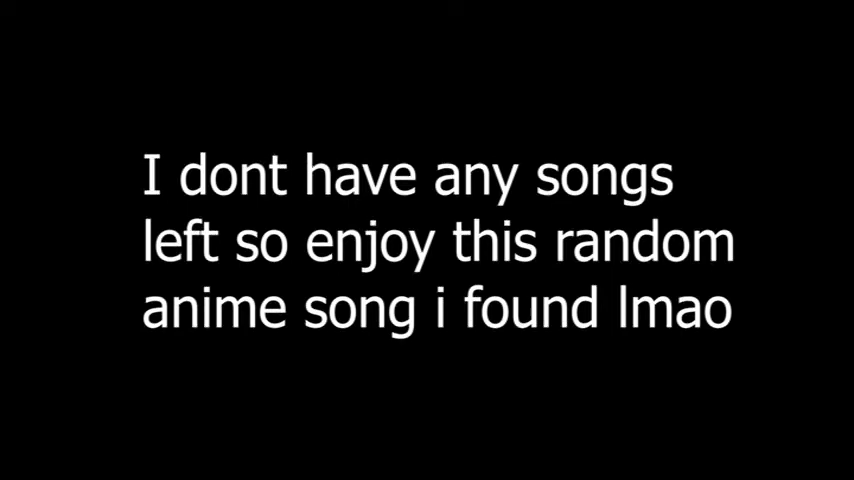 I dont have any songs
left so enjoy this random
anime song i found lmao